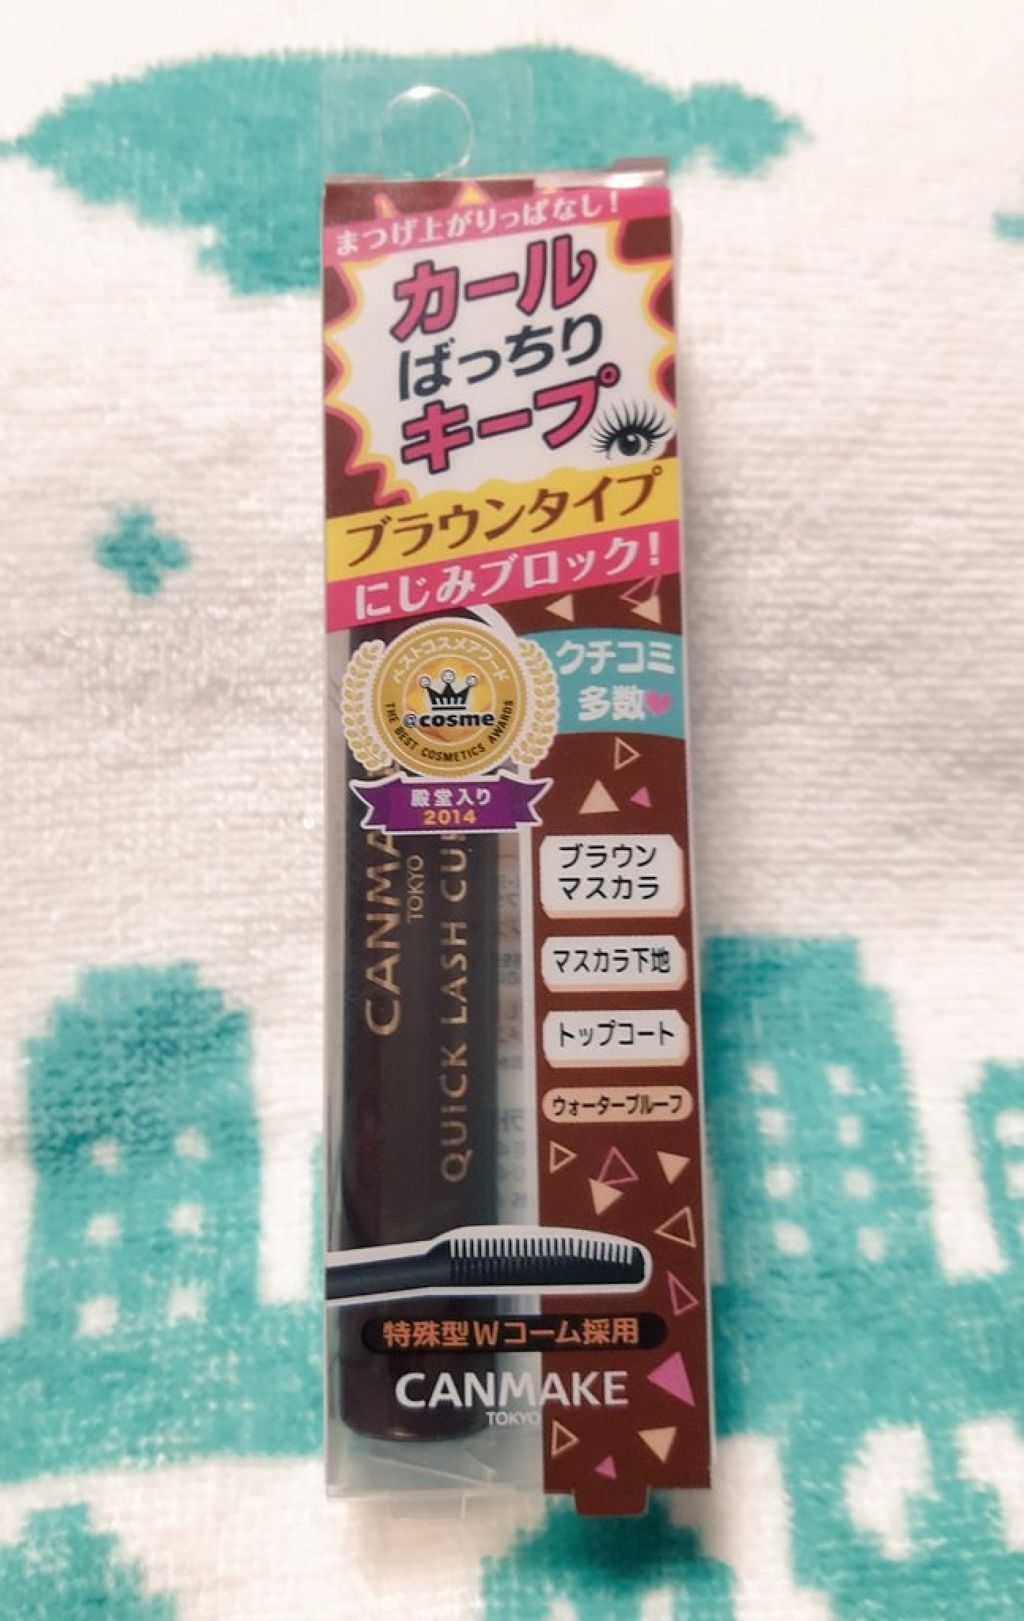 まつげ上がりっぱなし!
カール
ばっちり
キープ
ブラウンタイプ
にじみブロック!
クチコミ
多数
ベストコスメアワード
@cosme
THE BEST COSMETICS AWARDS
殿堂入り
2014
CANMA
TOKYO
QUICK LASH CU
ブラウン
マスカラ
マスカラ下地
トップコート
ウォータープルーフ
特殊型Wコーム採用
CANMAKE
TOKYO